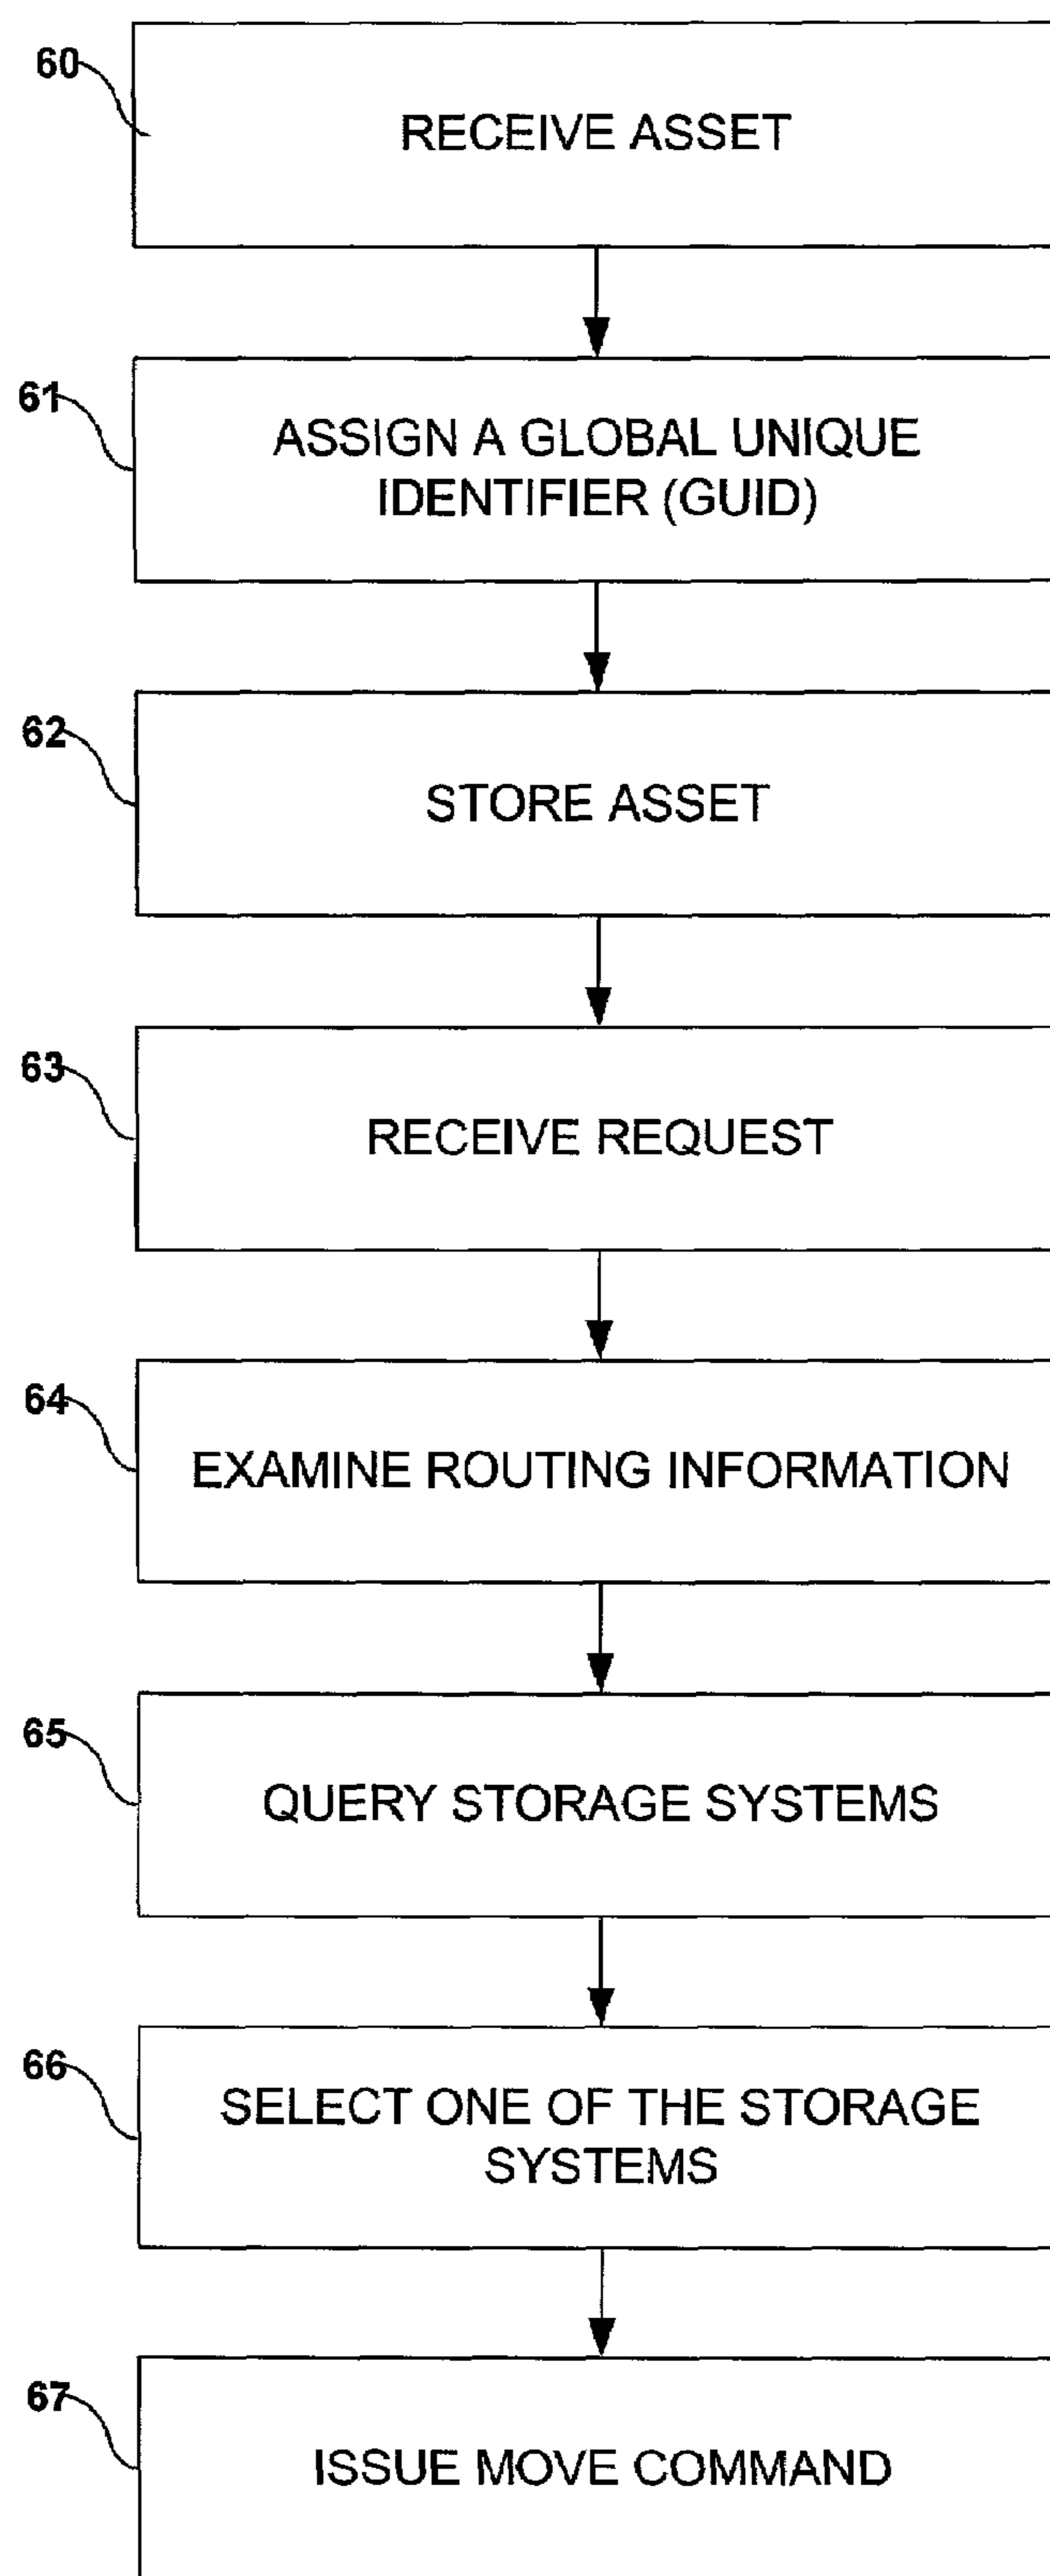 60
RECEIVE ASSET
61
ASSIGN A GLOBAL UNIQUE
IDENTIFIER (GUID)
62
STORE ASSET
63
RECEIVE REQUEST
64
EXAMINE ROUTING INFORMATION
65
QUERY STORAGE SYSTEMS
66
SELECT ONE OF THE STORAGE
SYSTEMS
67
ISSUE MOVE COMMAND